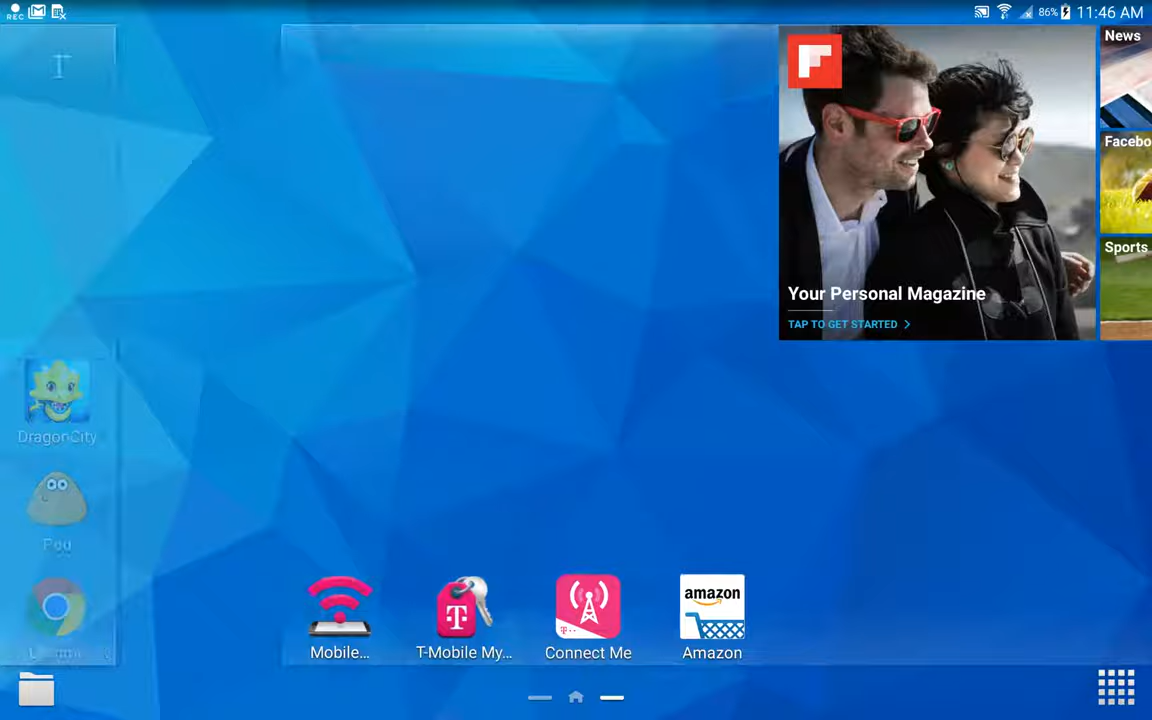 REC
86%
11:46 AM
T
News
Facebo
Sports
Your Personal Magazine
TAP TO GET STARTED
DragonCity
Pou
Mobile...
T-Mobile My...
Connect Me
Amazon
T
T
amazon